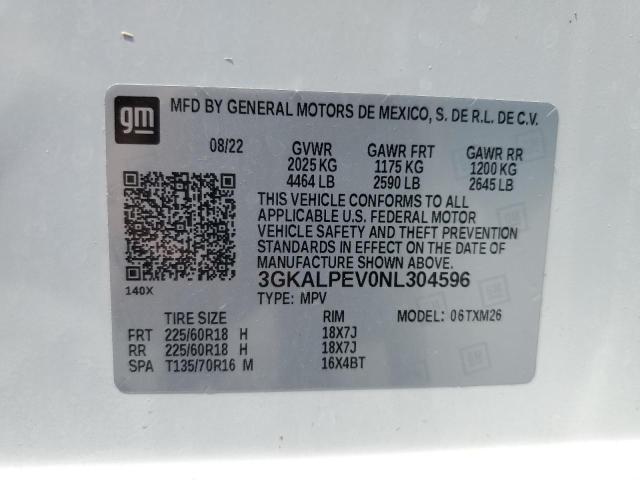 gm
MFD BY GENERAL MOTORS DE MEXICO, S. DE R.L. DE C.V.
08/22 GVWR GAWR FRT GAWR RR
2025 KG 1175 KG 1200 KG
4464 LB 2590 LB 2645 LB
THIS VEHICLE CONFORMS TO ALL
APPLICABLE U.S. FEDERAL MOTOR
VEHICLE SAFETY AND THEFT PREVENTION
STANDARDS IN EFFECT ON THE DATE OF
MANUFACTURE SHOWN ABOVE.
140X
3GKALPEV0NL304596
TYPE: MPV MODEL: 06TXM26
TIRE SIZE RIM
FRT 225/60R18 H 18X7J
RR 225/60R18 H 18X7J
SPA T135/70R16 M 16X4BT